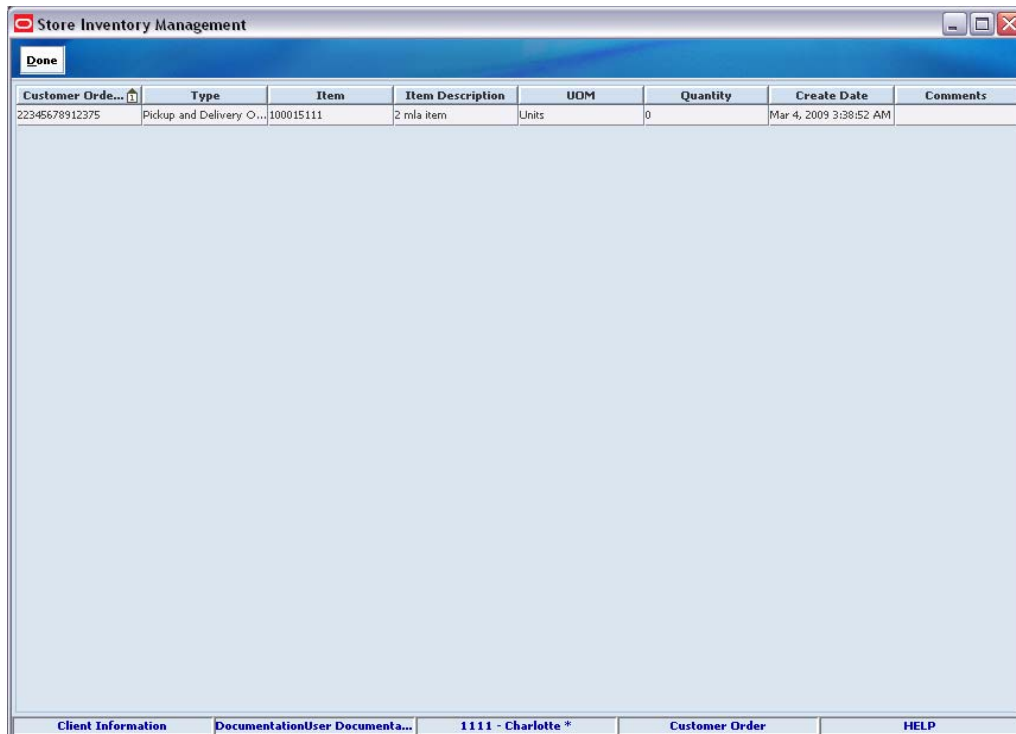 Store Inventory Management
Done
Customer Orde... 1 Type Item Item Description UOM Quantity Create Date Comments
22345678912375 Pickup and Delivery O... 100015111 2 mla item Units 0 Mar 4, 2009 3:38:52 AM
Client Information DocumentationUser Documenta... 1111 - Charlotte * Customer Order HELP